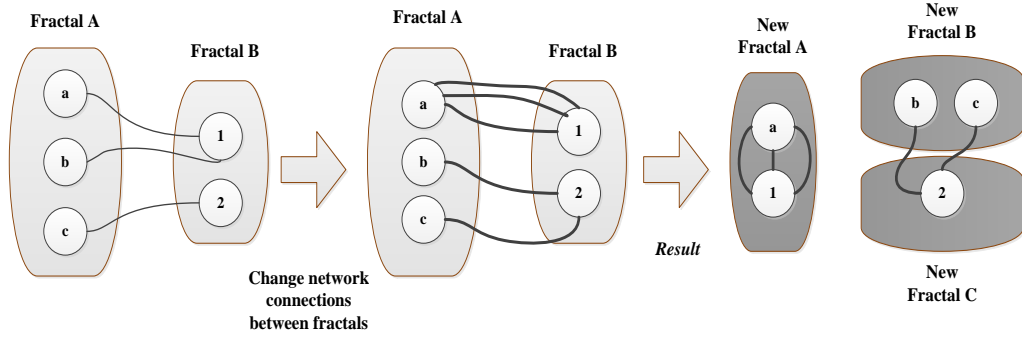 Fractal A
Fractal B
a
b
c
1
2
Change network
connections
between fractals
Fractal A
Fractal B
a
b
c
1
2
Result
New
Fractal A
a
1
New
Fractal B
b
c
2
New
Fractal C